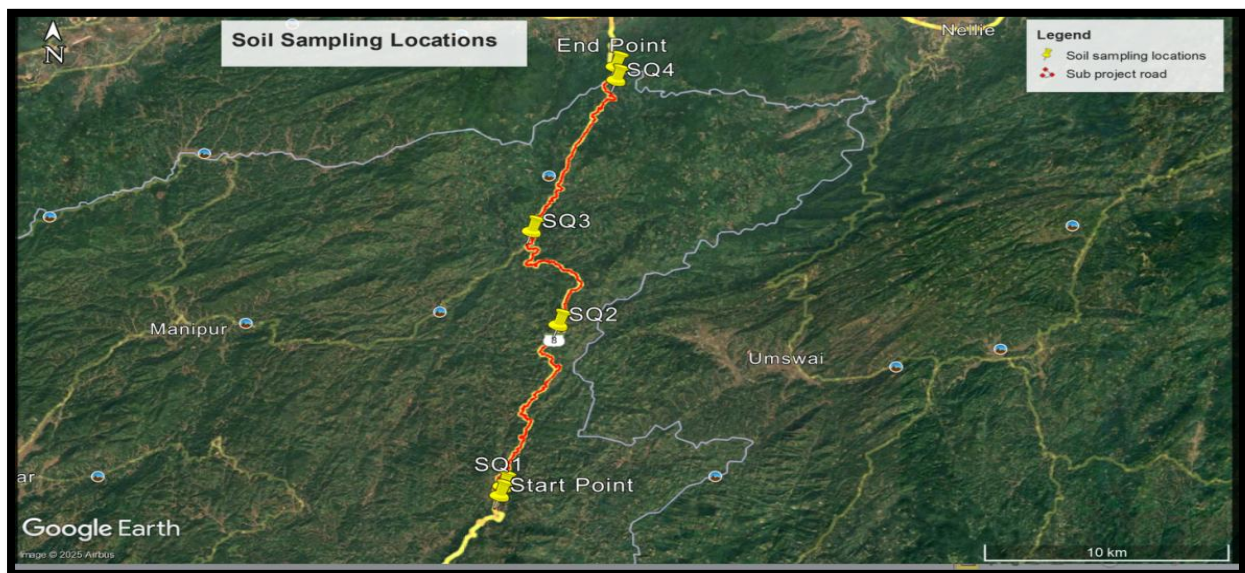 N
Soil Sampling Locations
Nellie
Legend
Soil sampling locations
Sub project road
End Point
SQ4
SQ3
SQ2
Manipur
Umswai
SQ1
Start Point
ar
Google Earth
Image © 2025 Airbus
10 km